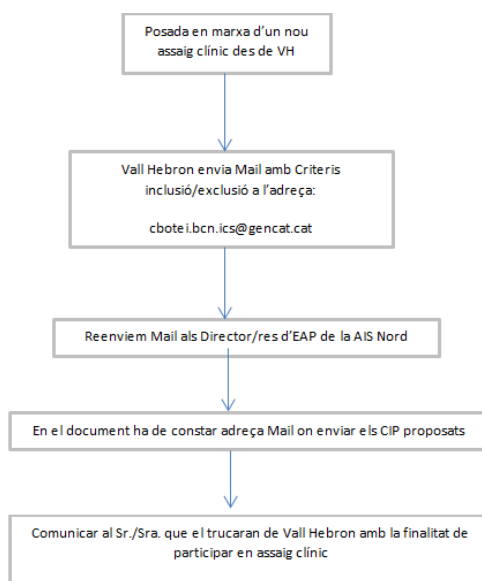 Posada en marxa d'un nou
assaig clínic des de VH
Vall Hebron envia Mail amb Criteris
inclusió/exclusió a l'adreça:
cbotei.bcn.ics@gencat.cat
Reenviem Mail als Director/res d'EAP de la AIS Nord
En el document ha de constar adreça Mail on enviar els CIP proposats
Comunicar al Sr./Sra. que el trucaran de Vall Hebron amb la finalitat de
participar en assaig clínic